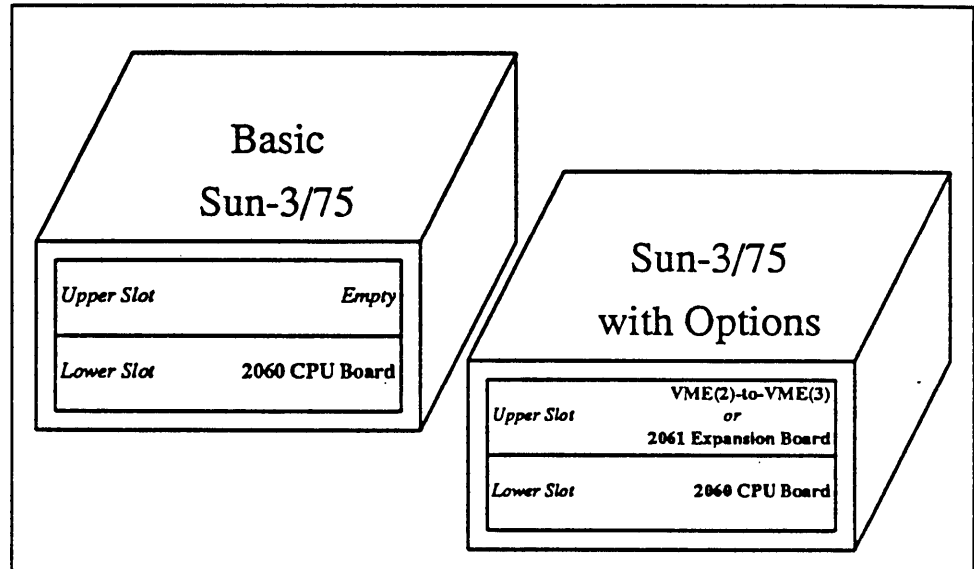 Basic
Sun-3/75
Upper Slot Empty
Lower Slot 2060 CPU Board
Sun-3/75
with Options
Upper Slot VME(2)-to-VME(3)
or
2061 Expansion Board
Lower Slot 2060 CPU Board